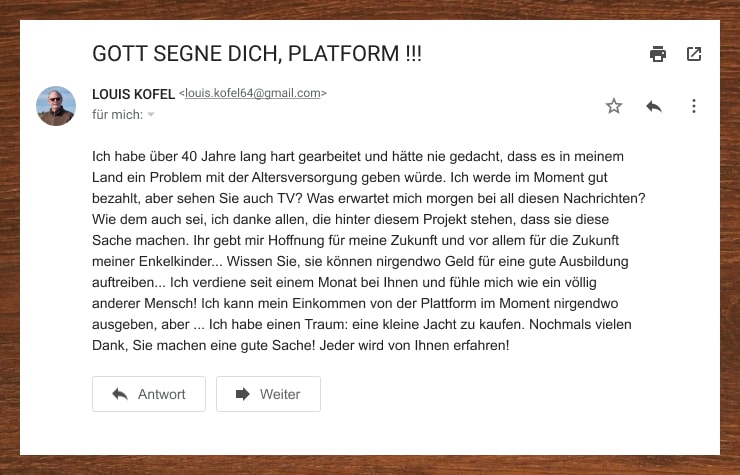 GOTT SEGNE DICH, PLATFORM !!!
LOUIS KOFEL <louis.kofel64@gmail.com>
für mich:
Ich habe über 40 Jahre lang hart gearbeitet und hätte nie gedacht, dass es in meinem
Land ein Problem mit der Altersversorgung geben würde. Ich werde im Moment gut
bezahlt, aber sehen Sie auch TV? Was erwartet mich morgen bei all diesen Nachrichten?
Wie dem auch sei, ich danke allen, die hinter diesem Projekt stehen, dass sie diese
Sache machen. Ihr gebt mir Hoffnung für meine Zukunft und vor allem für die Zukunft
meiner Enkelkinder... Wissen Sie, sie können nirgendwo Geld für eine gute Ausbildung
auftreiben... Ich verdiene seit einem Monat bei Ihnen und fühle mich wie ein völlig
anderer Mensch! Ich kann mein Einkommen von der Plattform im Moment nirgendwo
ausgeben, aber ... Ich habe einen Traum: eine kleine Jacht zu kaufen. Nochmals vielen
Dank, Sie machen eine gute Sache! Jeder wird von Ihnen erfahren!
Antwort
Weiter